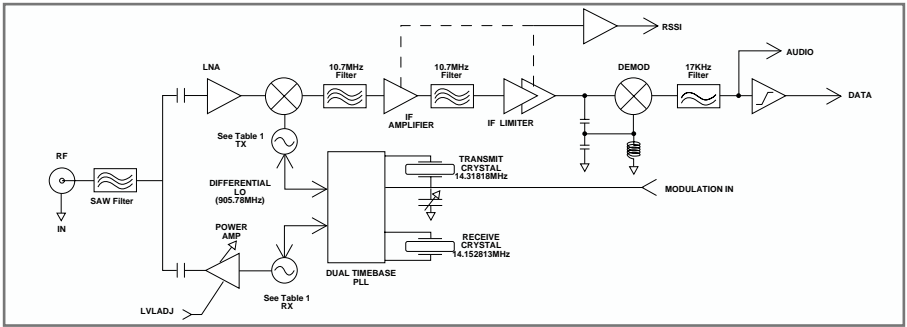 RSSI
AUDIO
LNA
10.7MHz
Filter
10.7MHz
Filter
DEMOD
17KHz
Filter
DATA
IF
AMPLIFIER
IF LIMITER
See Table 1
TX
RF
SAW Filter
IN
DIFFERENTIAL
LO
(905.78MHz)
TRANSMIT
CRYSTAL
14.31818MHz
MODULATION IN
POWER
AMP
RECEIVE
CRYSTAL
14.152813MHz
DUAL TIMEBASE
PLL
See Table 1
RX
LVLADJ